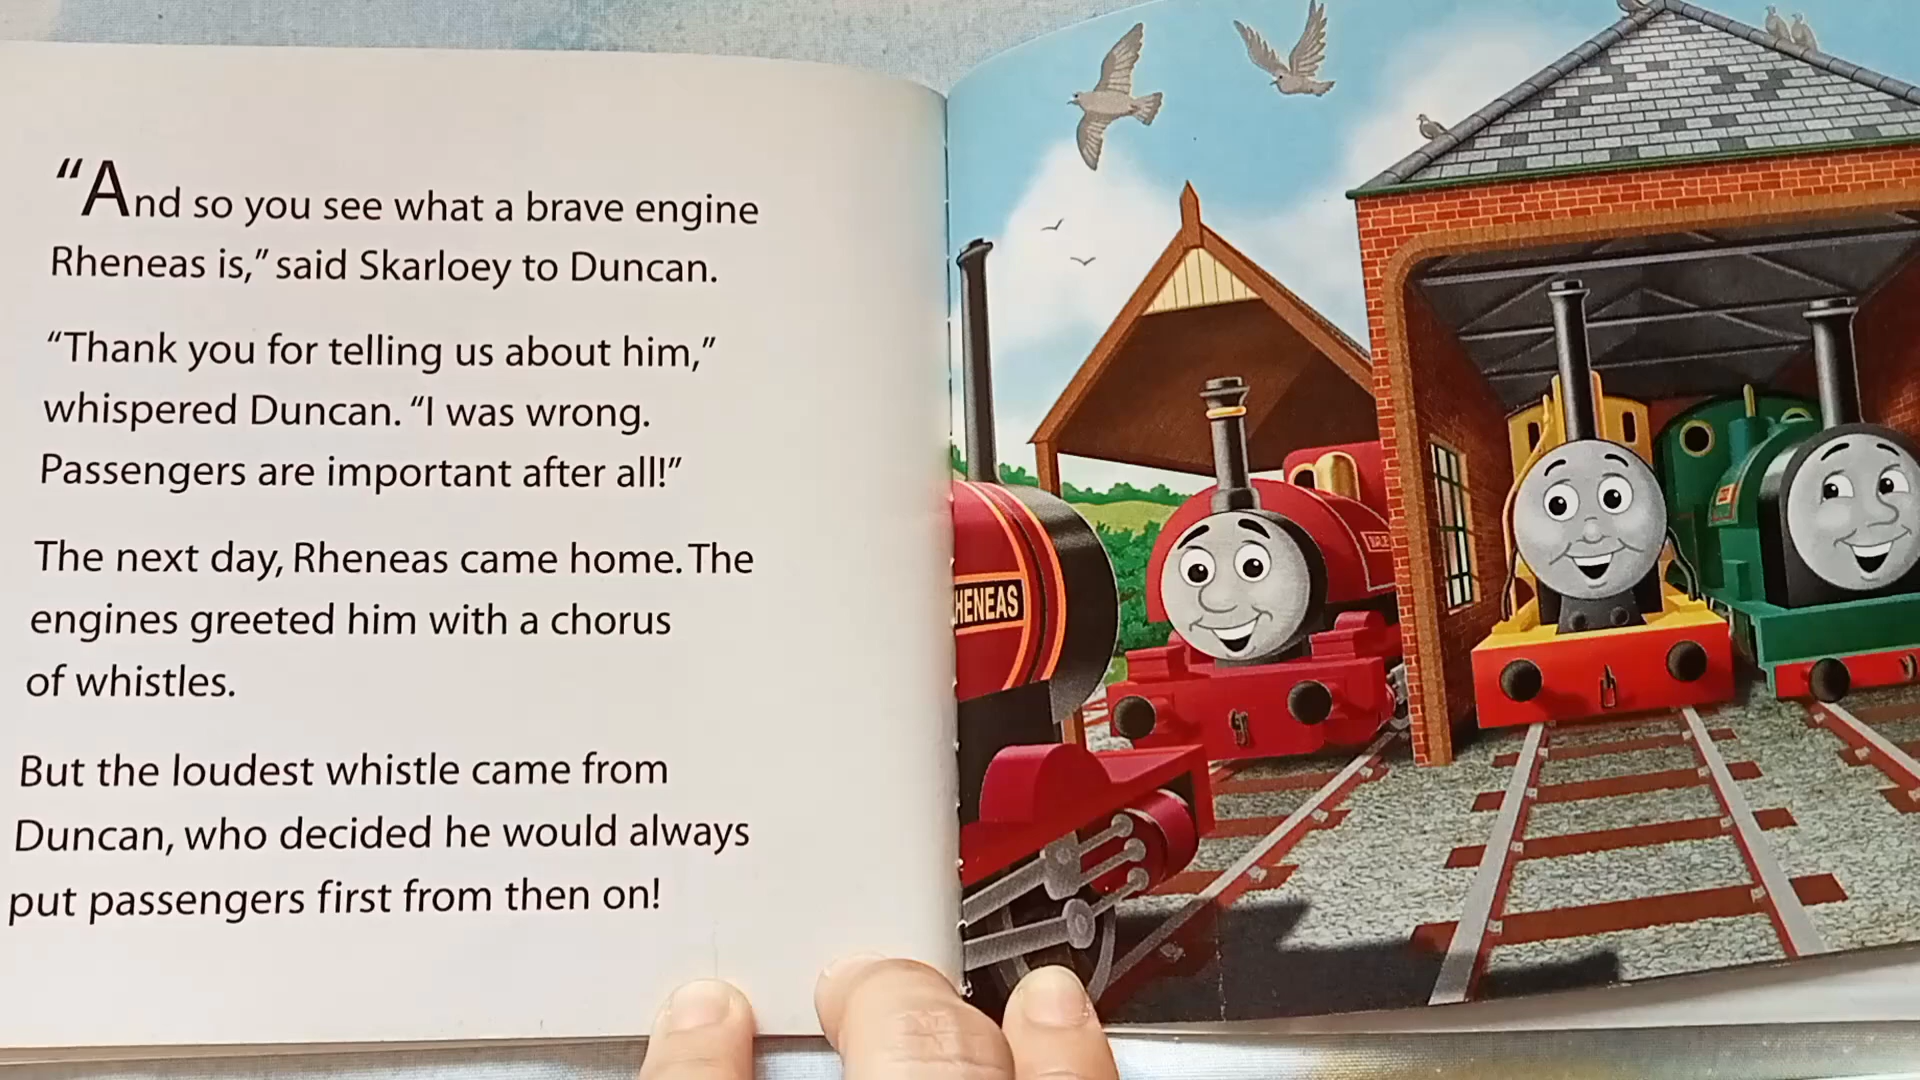 “And so you see what a brave engine
Rheneas is,” said Skarloey to Duncan.
“Thank you for telling us about him,”
whispered Duncan. “I was wrong.
Passengers are important after all!”
The next day, Rheneas came home. The
engines greeted him with a chorus
of whistles.
But the loudest whistle came from
Duncan, who decided he would always
put passengers first from then on!
HENEAS